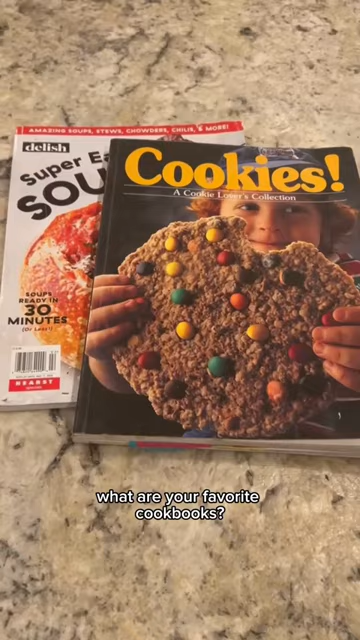 AMAZING SOUPS, STEWS, CHOWDERS, CHILIS, & MORE!
delish
Super
SOU
SOUPS
READY IN
30
MINUTES
(Or Less!)
HEARST
Cookies!
A Cookie Lover's Collection
what are your favorite
cookbooks?